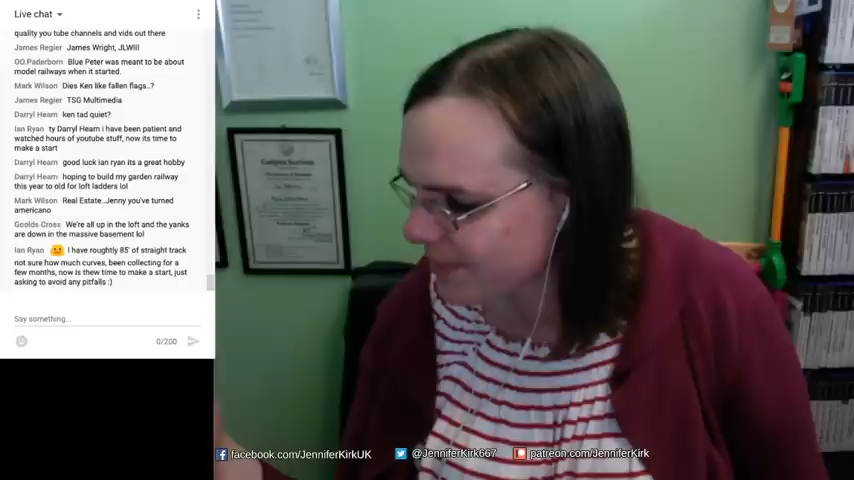 Live chat
quality you tube channels and vids out there
James Regier James Wright, JLWIII
OO.Paderborn Blue Peter was meant to be about
model railways when it started.
Mark Wilson Dies Ken like fallen flags..?
James Regier TSG Multimedia
Darryl Hearn ken tad quiet?
Ian Ryan ty Darryl Hearn i have been patient and
watched hours of youtube stuff, now its time to
make a start
Darryl Hearn good luck ian ryan its a great hobby
Darryl Hearn hoping to build my garden railway
this year to old for loft ladders lol
Mark Wilson Real Estate..Jenny you've turned
americano
Goolds Cross We're all up in the loft and the yanks
are down in the massive basement lol
Ian Ryan I have roughtly 85' of straight track
not sure how much curves, been collecting for a
few months, now is thew time to make a start, just
asking to avoid any pitfalls :)
Say something...
0/200
facebook.com/JenniferKirkUK @JenniferKirk667 patreon.com/JenniferKirk